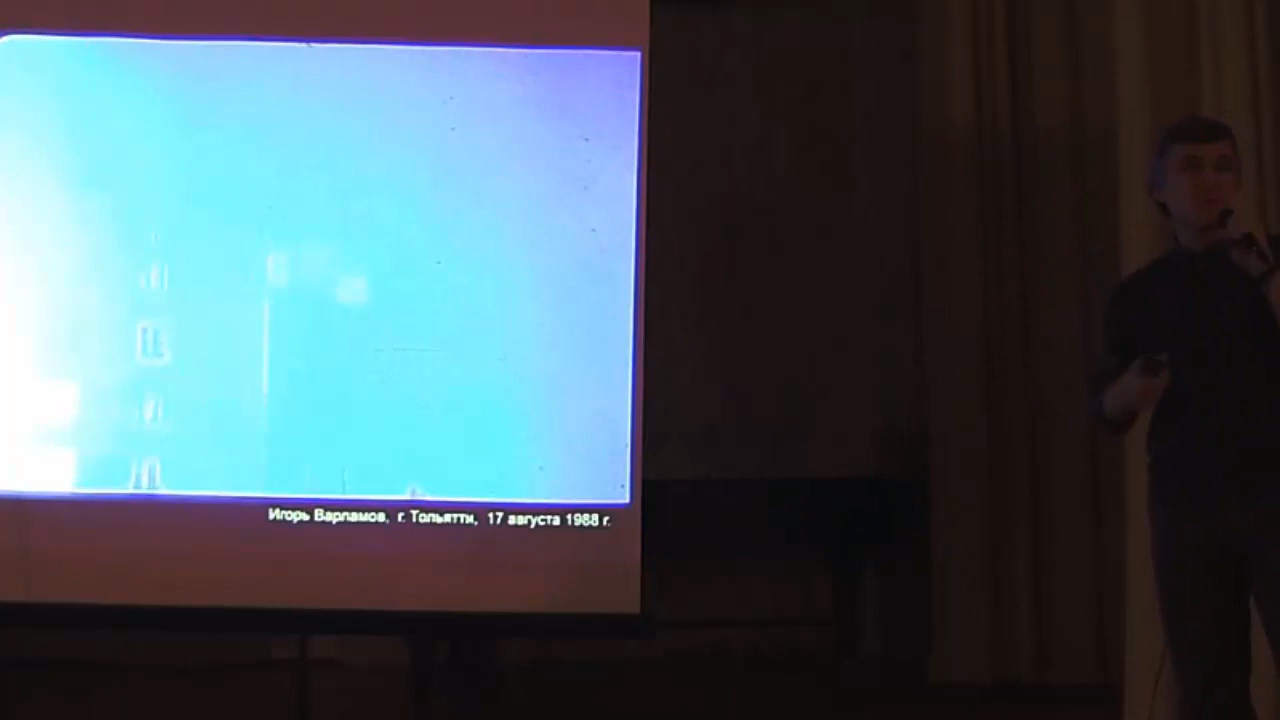 Игорь Варламов, г. Тольятти, 17 августа 1988 г.